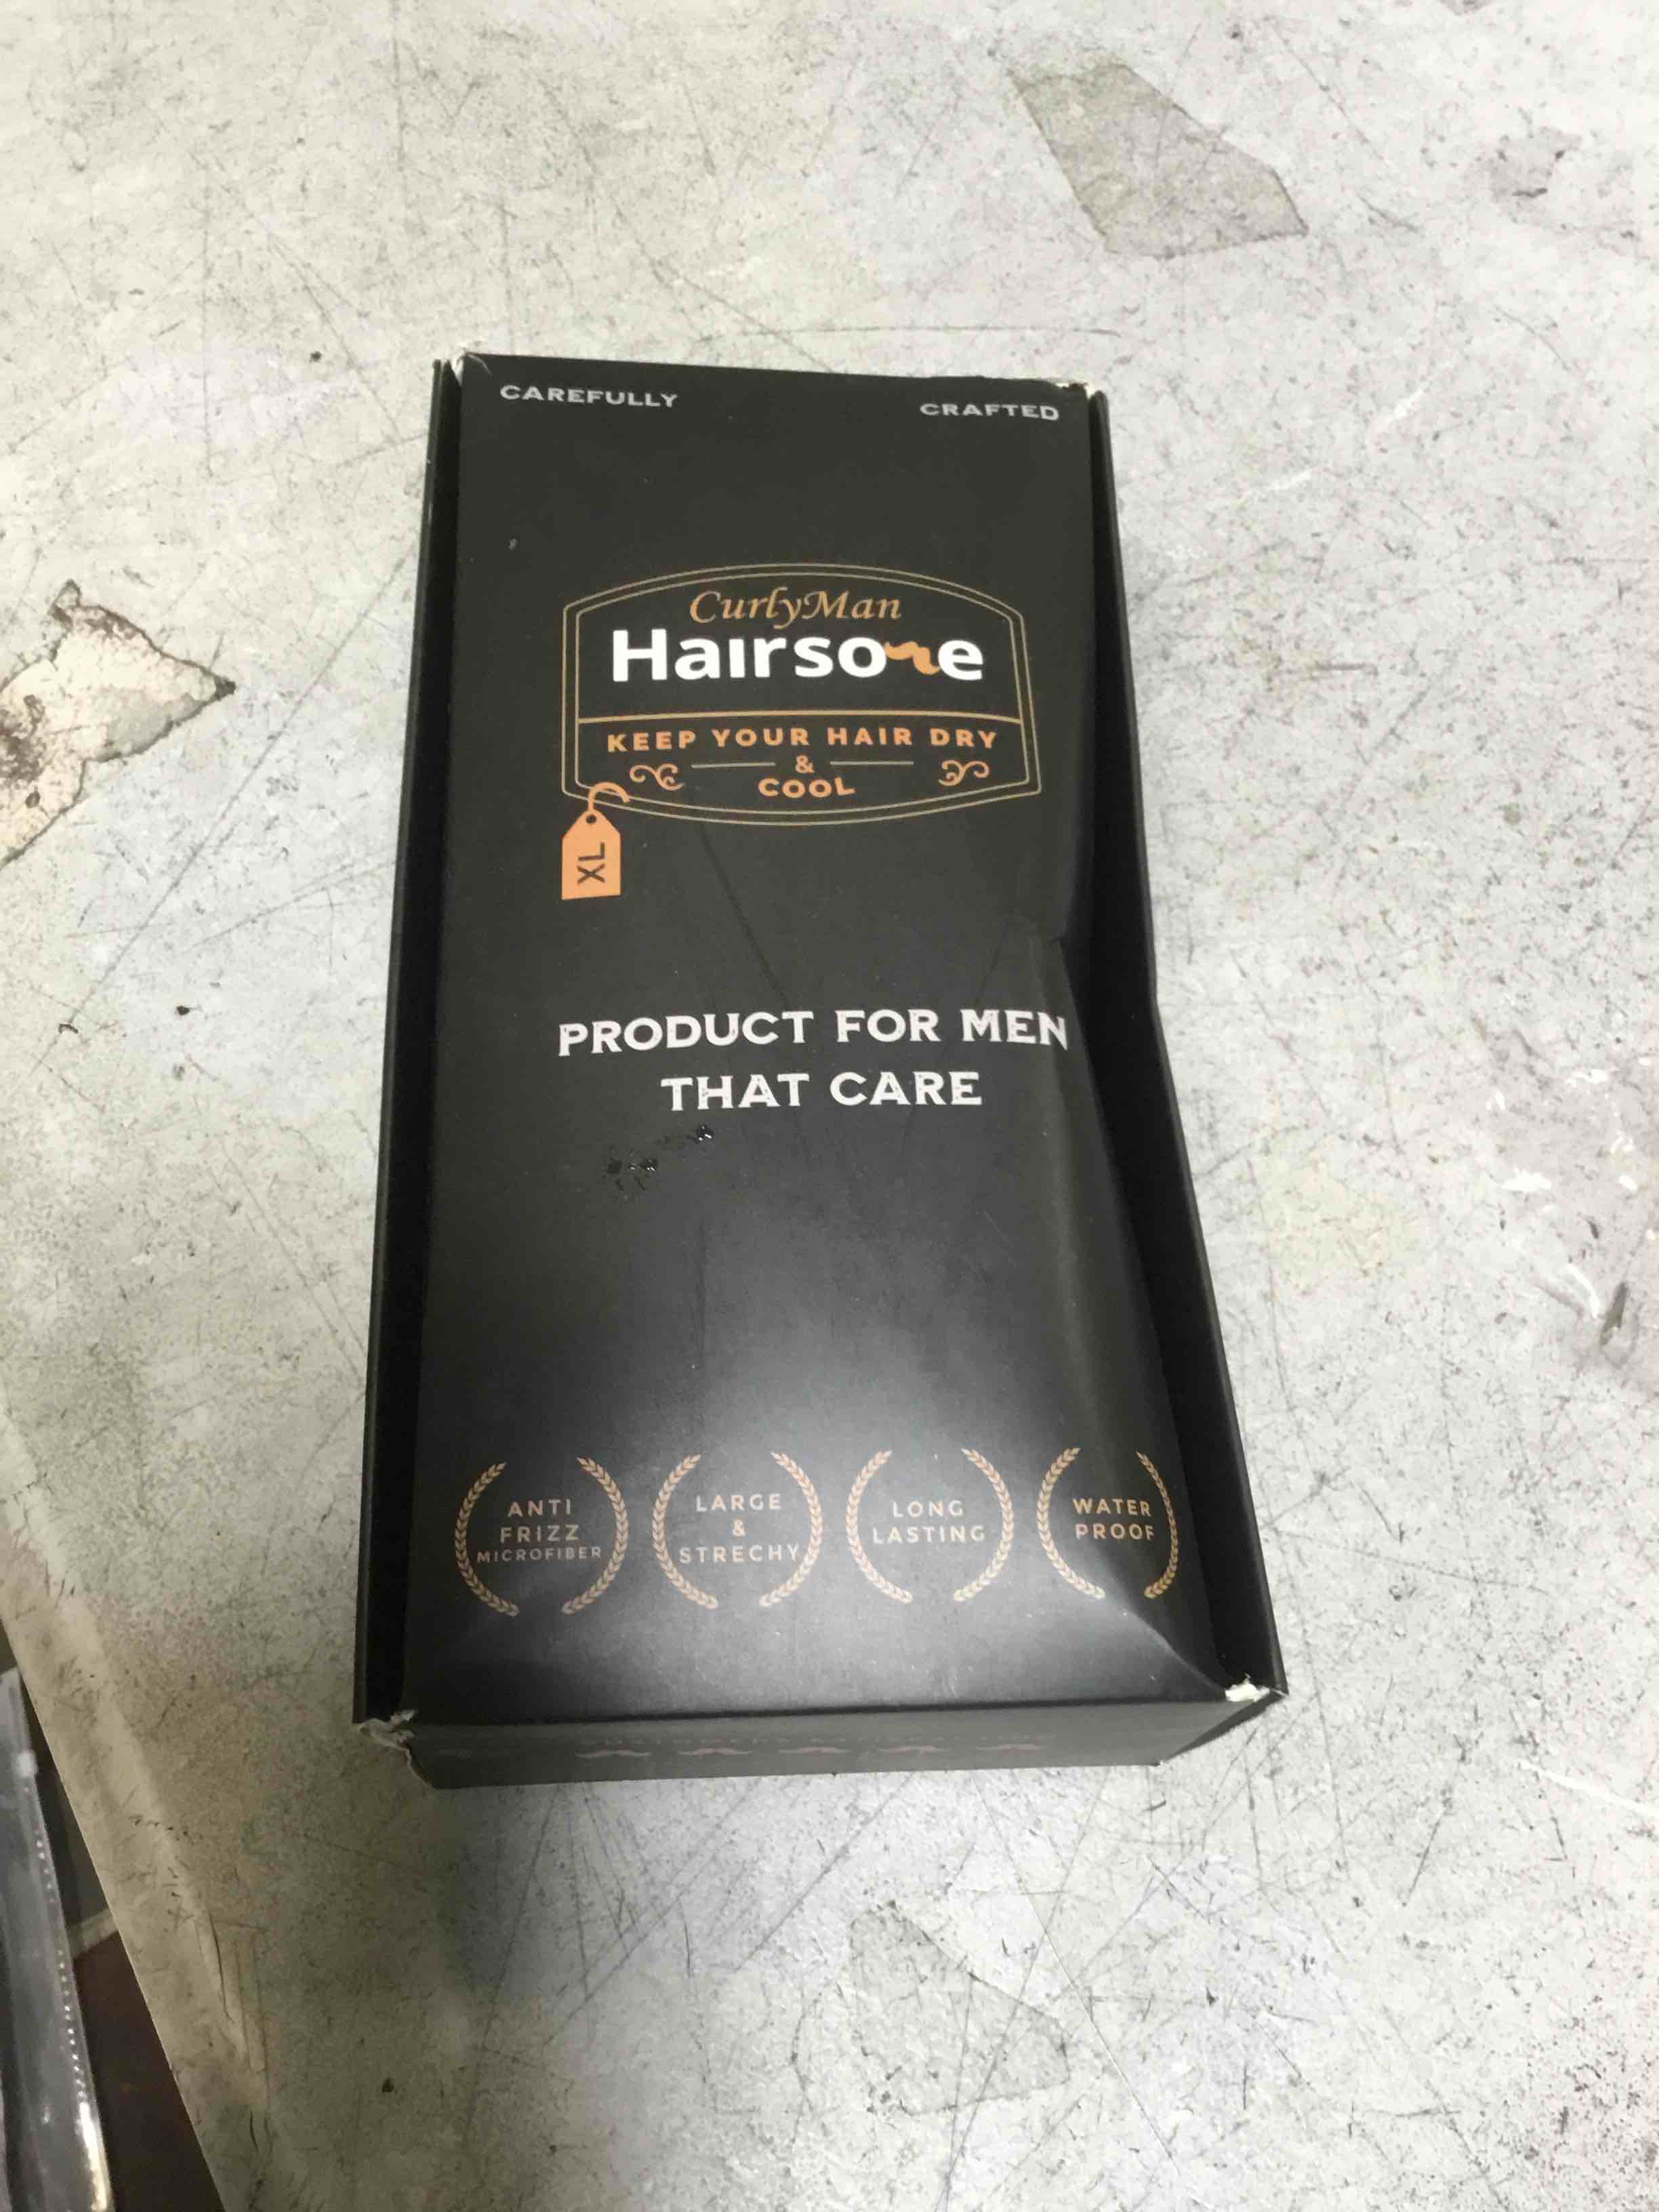 CAREFULLY CRAFTED
CurlyMan
Hairsome
KEEP YOUR HAIR DRY
&
COOL
XL
PRODUCT FOR MEN
THAT CARE
ANTI
FRIZZ
MICROFIBER
LARGE
&
STRECHY
LONG
LASTING
WATER
PROOF